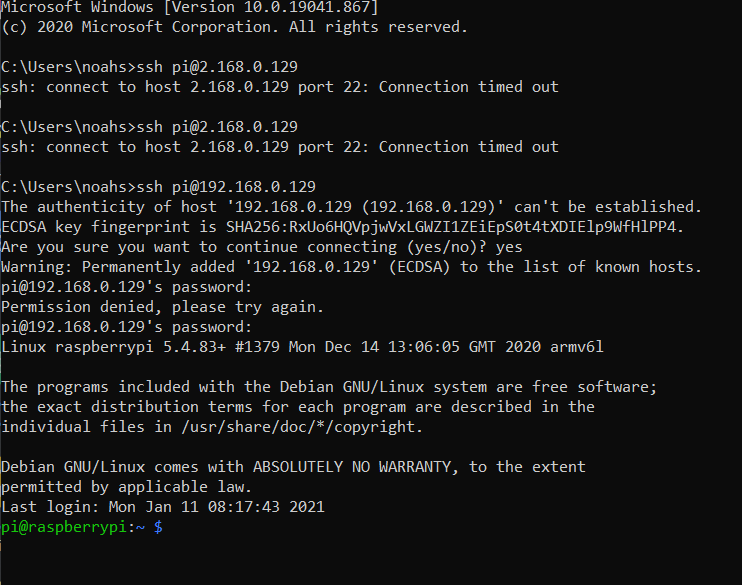 Microsoft Windows [Version 10.0.19041.867]
(c) 2020 Microsoft Corporation. All rights reserved.
C:\Users\noahs>ssh pi@2.168.0.129
ssh: connect to host 2.168.0.129 port 22: Connection timed out
C:\Users\noahs>ssh pi@2.168.0.129
ssh: connect to host 2.168.0.129 port 22: Connection timed out
C:\Users\noahs>ssh pi@192.168.0.129
The authenticity of host '192.168.0.129 (192.168.0.129)' can't be established.
ECDSA key fingerprint is SHA256:RxUo6HQVpjwVxLGWZI1ZEiEpS0t4tXDIElp9WfHlPP4.
Are you sure you want to continue connecting (yes/no)? yes
Warning: Permanently added '192.168.0.129' (ECDSA) to the list of known hosts.
pi@192.168.0.129's password:
Permission denied, please try again.
pi@192.168.0.129's password:
Linux raspberrypi 5.4.83+ #1379 Mon Dec 14 13:06:05 GMT 2020 armv6l
The programs included with the Debian GNU/Linux system are free software;
the exact distribution terms for each program are described in the
individual files in /usr/share/doc/*/copyright.
Debian GNU/Linux comes with ABSOLUTELY NO WARRANTY, to the extent
permitted by applicable law.
Last login: Mon Jan 11 08:17:43 2021
pi@raspberrypi:~ $